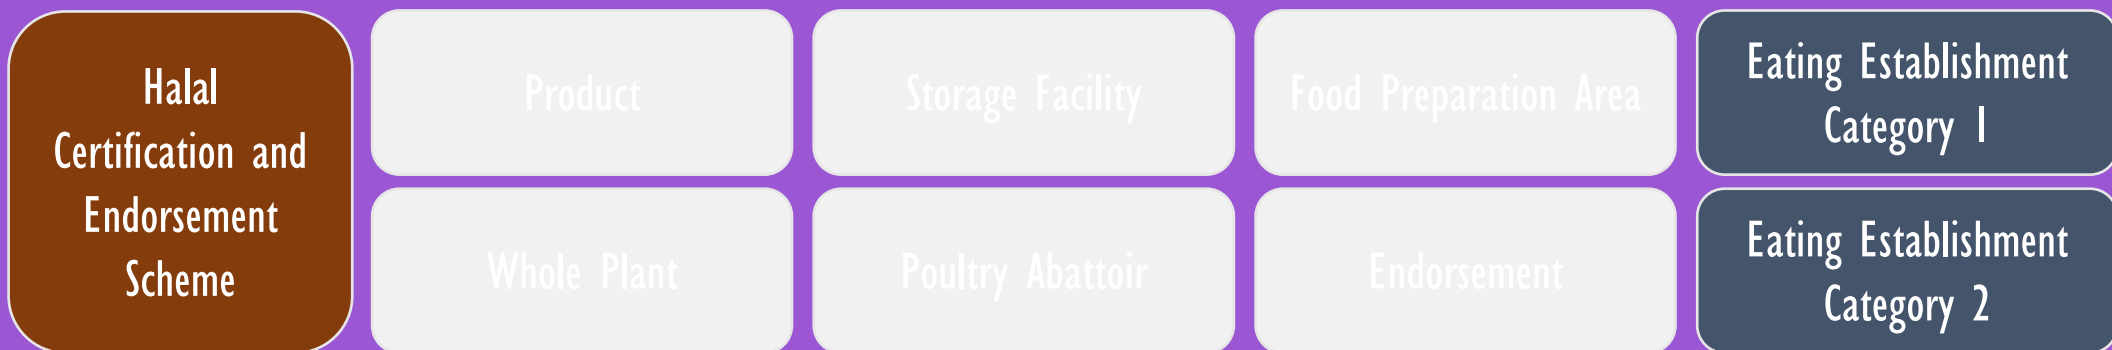 Halal
Certification and
Endorsement
Scheme
Product
Storage Facility
Food Preparation Area
Eating Establishment
Category 1
Whole Plant
Poultry Abattoir
Endorsement
Eating Establishment
Category 2